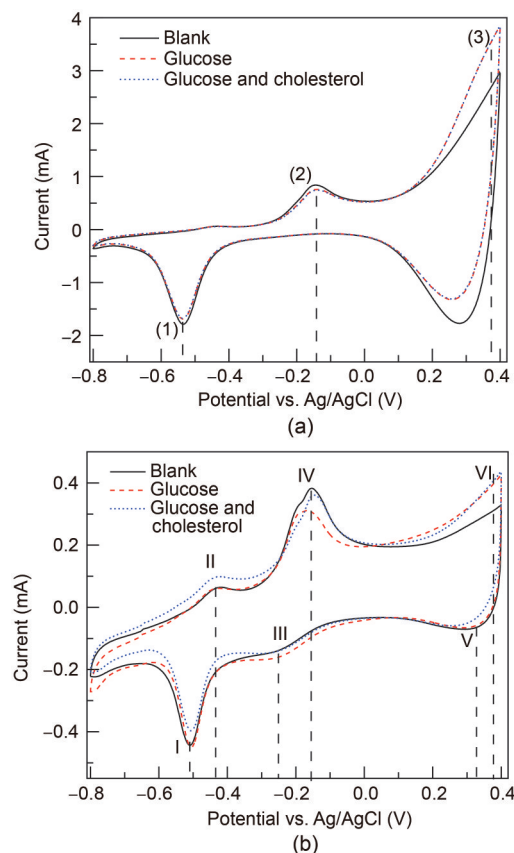 4
3
2
1
0
−1
−2
Current (mA)
Blank
Glucose
Glucose and cholesterol
(1)
(2)
(3)
−0.8 −0.6 −0.4 −0.2 0.0 0.2 0.4
Potential vs. Ag/AgCl (V)
(a)
0.4
0.2
0.0
−0.2
−0.4
Current (mA)
Blank
Glucose
Glucose and
cholesterol
I
II
III
IV
V
VI
−0.8 −0.6 −0.4 −0.2 0.0 0.2 0.4
Potential vs. Ag/AgCl (V)
(b)